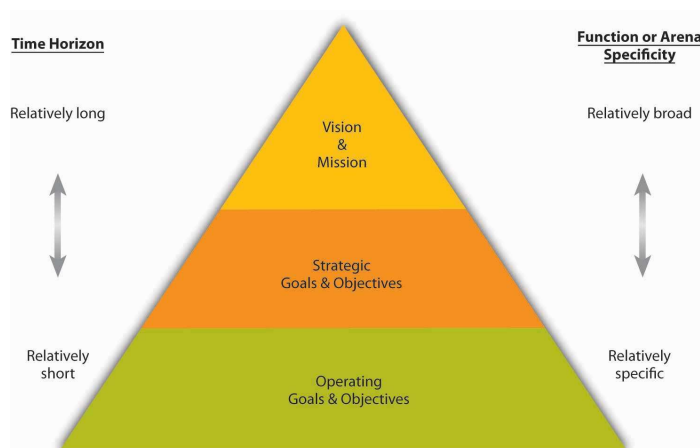 Time Horizon
Relatively long
Relatively
short
Vision
&
Mission
Strategic
Goals & Objectives
Operating
Goals & Objectives
Function or Arena
Specificity
Relatively broad
Relatively
specific